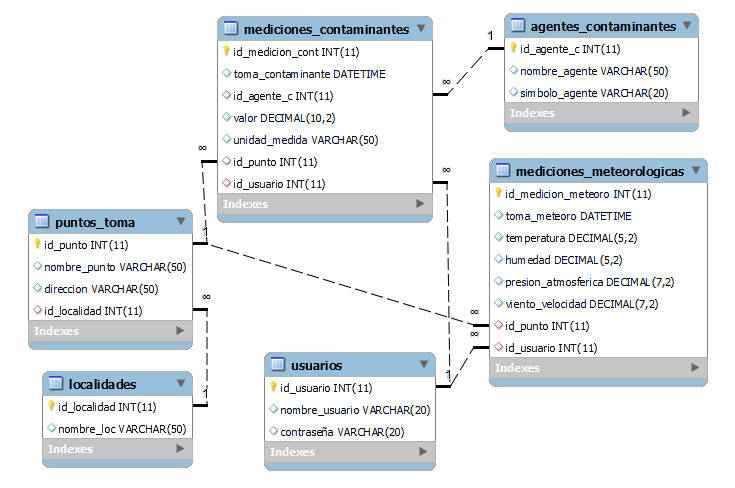 mediciones_contaminantes
id_medicion_cont INT(11)
toma_contaminante DATETIME
id_agente_c INT(11)
valor DECIMAL(10,2)
unidad_medida VARCHAR(50)
id_punto INT(11)
id_usuario INT(11)
Indexes
agentes_contaminantes
id_agente_c INT(11)
nombre_agente VARCHAR(50)
simbolo_agente VARCHAR(20)
Indexes
1
∞
∞
∞
mediciones_meteorologicas
id_medicion_meteoro INT(11)
toma_meteoro DATETIME
temperatura DECIMAL(5,2)
humedad DECIMAL(5,2)
presion_atmosferica DECIMAL(7,2)
viento_velocidad DECIMAL(7,2)
id_punto INT(11)
id_usuario INT(11)
Indexes
puntos_toma
id_punto INT(11)
nombre_punto VARCHAR(50)
direccion VARCHAR(50)
id_localidad INT(11)
Indexes
1
∞
∞
∞
localidades
id_localidad INT(11)
nombre_loc VARCHAR(50)
Indexes
1
usuarios
id_usuario INT(11)
nombre_usuario VARCHAR(20)
contraseña VARCHAR(20)
Indexes
1